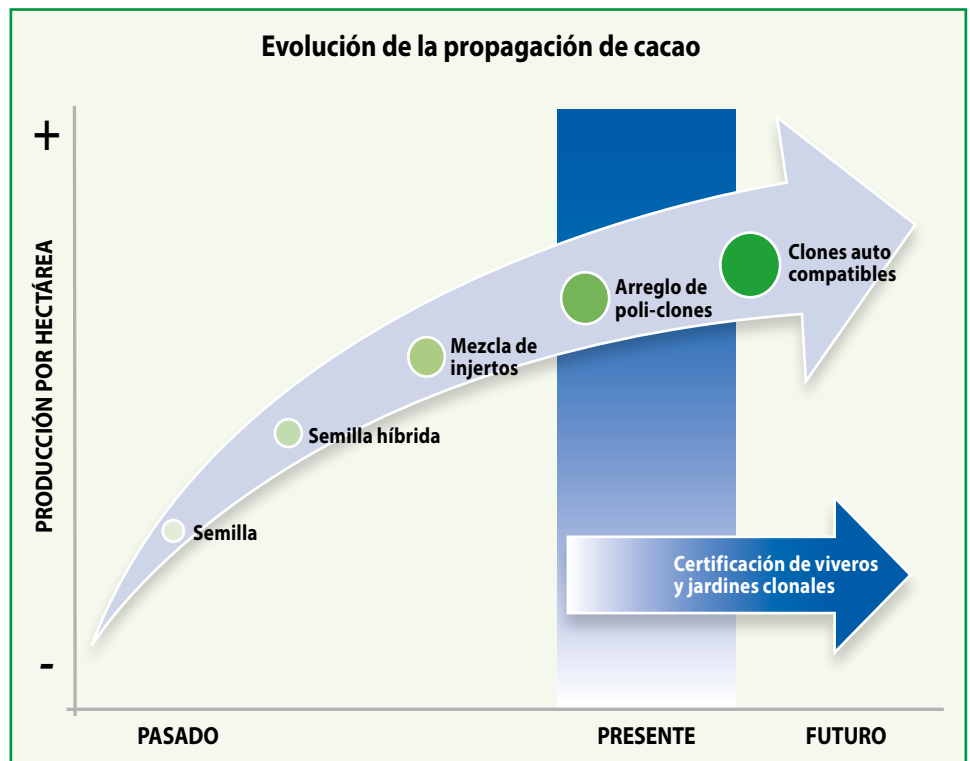 Evolución de la propagación de cacao
+
PRODUCCIÓN POR HECTÁREA
Clones auto
compatibles
Arreglo de
poli-clones
Mezcla de
injertos
Semilla híbrida
Semilla
Certificación de viveros
y jardines clonales
-
PASADO
PRESENTE
FUTURO